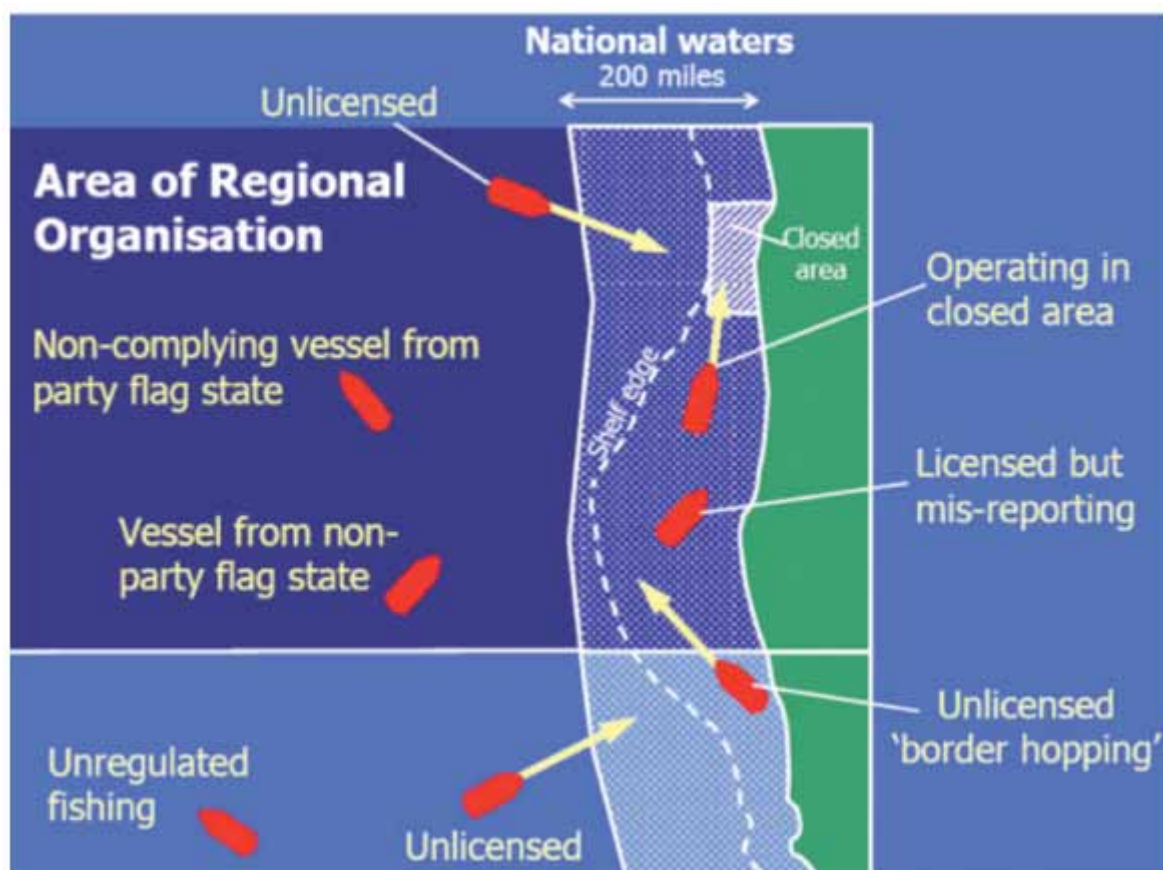 National waters
200 miles
Unlicensed
Area of Regional
Organisation
Closed
area
Operating in
closed area
Non-complying vessel from
party flag state
Shelf edge
Licensed but
mis-reporting
Vessel from non-
party flag state
Unlicensed
‘border hopping’
Unregulated
fishing
Unlicensed